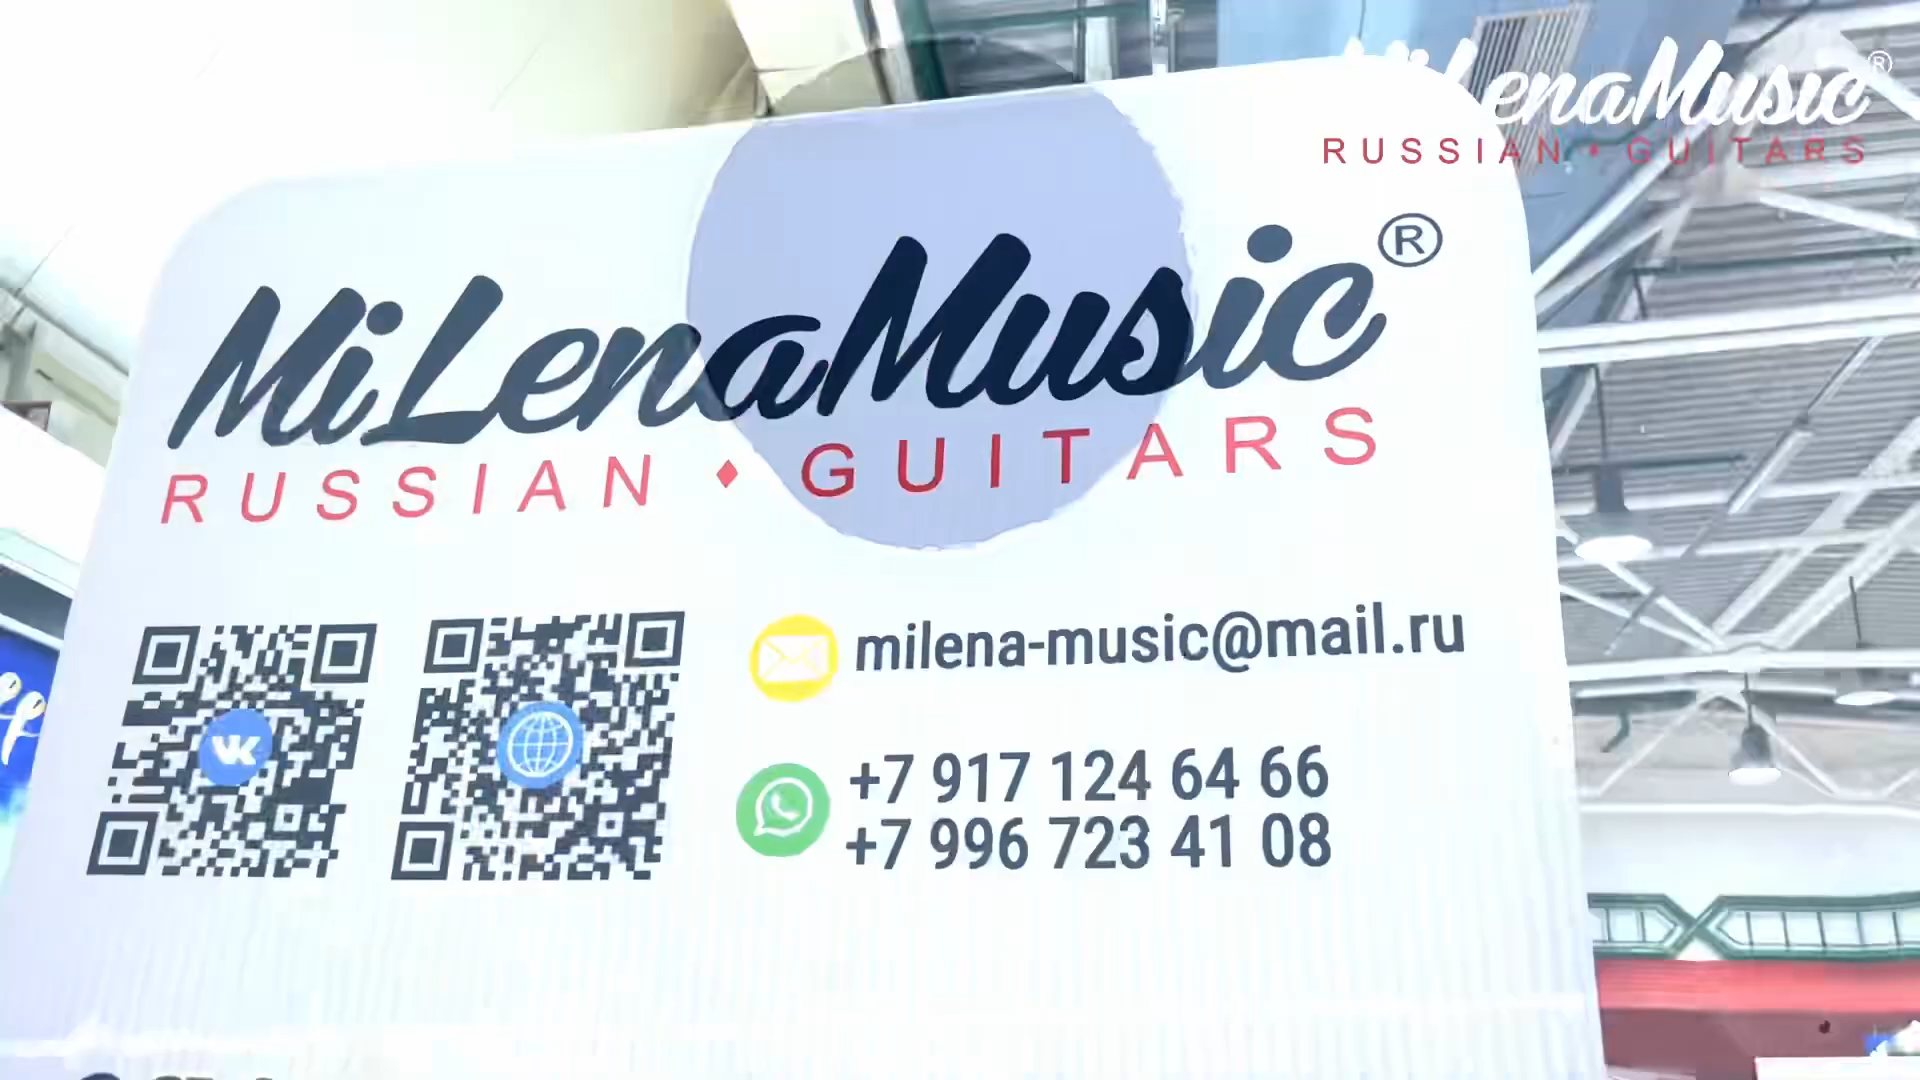 MiLenaMusic®
RUSSIAN ♦ GUITARS
MiLenaMusic®
RUSSIAN ♦ GUITARS
milena-music@mail.ru
+7 917 124 64 66
+7 996 723 41 08